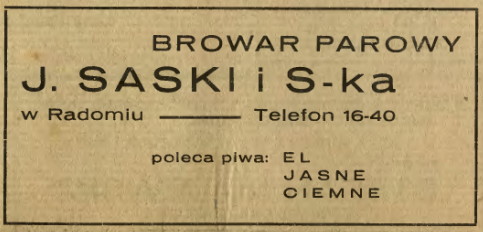 BROWAR PAROWY
J. SASKI i S-ka
w Radomiu ——— Telefon 16-40
poleca piwa: EL
JASNE
CIEMNE